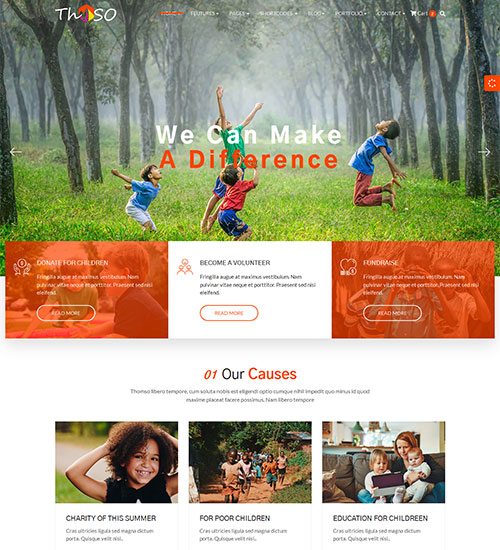 ThOSO
HOME FEUTURES PAGES SHORTCODES BLOG PORTFOLIO CONTACT Cart
We Can Make
A Difference
DONATE FOR CHILDREN
Fringilla augue at maximus vestibulum. Nam
pulvinar vitae neque et porttitor. Praesent sed nisi
eleifend.
READ MORE
BECOME A VOLUNTEER
Fringilla augue at maximus vestibulum. Nam
pulvinar vitae neque et porttitor. Praesent sed nisi
eleifend.
READ MORE
FUNDRAISE
Fringilla augue at maximus vestibulum. Nam
pulvinar vitae neque et porttitor. Praesent sed nisi
eleifend.
READ MORE
01 Our Causes
Thomso libero tempore, cum soluta nobis est eligendi optio cumque nihil impedit quo minus id quod
maxime placeat facere possimus. Nam libero tempore
CHARITY OF THIS SUMMER
Cras ultricies lacus sed magna dictum
porta. Quisque velit nisi..
FOR POOR CHILDREN
Cras ultricies lacus sed magna dictum
porta. Quisque velit nisi..
EDUCATION FOR CHILDREEN
Cras ultricies lacus sed magna dictum
porta. Quisque velit nisi..